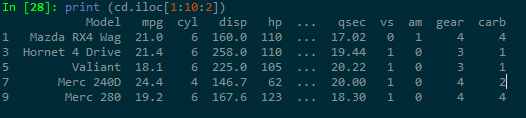 In [28]: print (cd.iloc[1:10:2])
Model mpg cyl disp hp ... qsec vs am gear carb
1 Mazda RX4 Wag 21.0 6 160.0 110 ... 17.02 0 1 4 4
3 Hornet 4 Drive 21.4 6 258.0 110 ... 19.44 1 0 3 1
5 Valiant 18.1 6 225.0 105 ... 20.22 1 0 3 1
7 Merc 240D 24.4 4 146.7 62 ... 20.00 1 0 4 2
9 Merc 280 19.2 6 167.6 123 ... 18.30 1 0 4 4